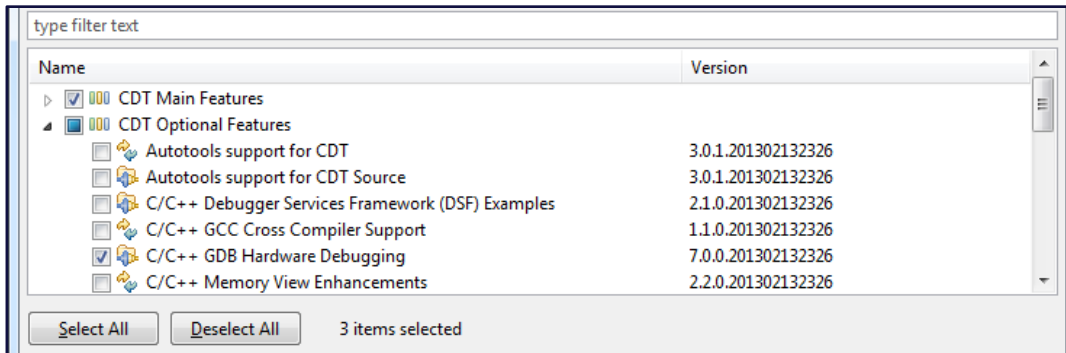 type filter text
Name Version
CDT Main Features
CDT Optional Features
Autotools support for CDT 3.0.1.201302132326
Autotools support for CDT Source 3.0.1.201302132326
C/C++ Debugger Services Framework (DSF) Examples 2.1.0.201302132326
C/C++ GCC Cross Compiler Support 1.1.0.201302132326
C/C++ GDB Hardware Debugging 7.0.0.201302132326
C/C++ Memory View Enhancements 2.2.0.201302132326
Select All Deselect All 3 items selected